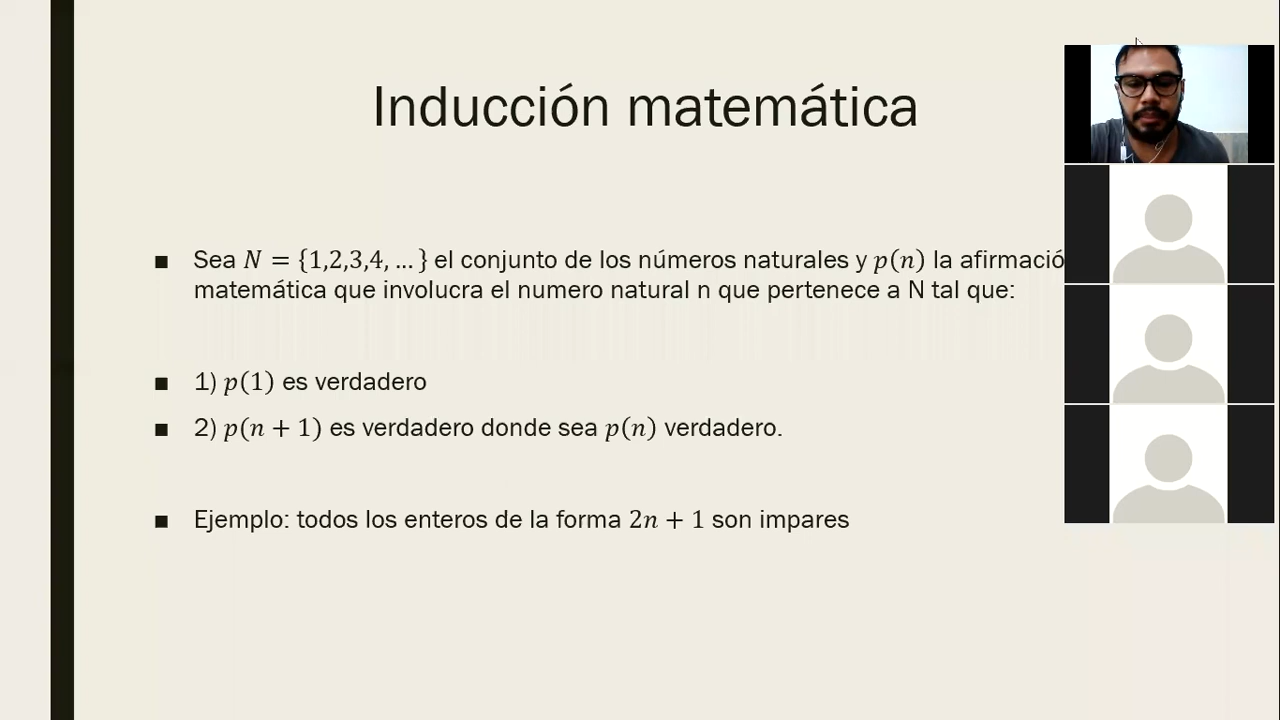 Inducción matemática
■ Sea N = {1,2,3,4, … } el conjunto de los números naturales y p(n) la afirmació
matemática que involucra el numero natural n que pertenece a N tal que:
■ 1) p(1) es verdadero
■ 2) p(n + 1) es verdadero donde sea p(n) verdadero.
■ Ejemplo: todos los enteros de la forma 2n + 1 son impares